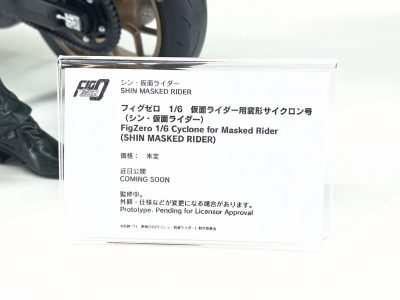 FIGZERO
シン・仮面ライダー
SHIN MASKED RIDER
フィグゼロ 1/6 仮面ライダー用変形サイクロン号
（シン・仮面ライダー）
FigZero 1/6 Cyclone for Masked Rider
(SHIN MASKED RIDER)
価格： 未定
近日公開
COMING SOON
監修中。
外観・仕様などが変更になる場合があります。
Prototype. Pending for Licensor Approval